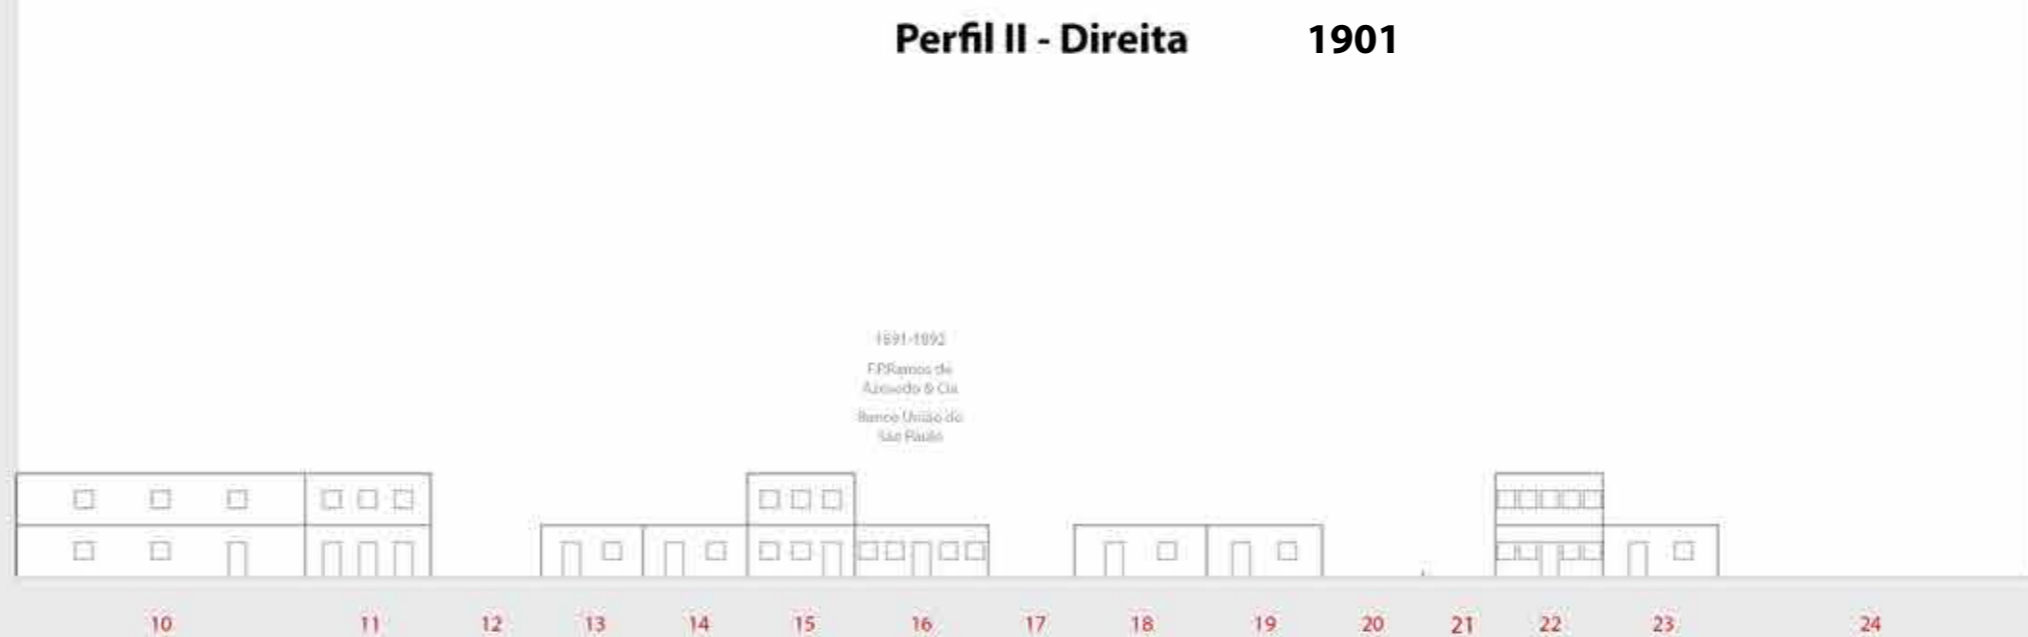 Perfil II - Direita 1901
1891-1892
F.P.Ramos de
Azevedo & Cia
Banco União de
São Paulo
10 11 12 13 14 15 16 17 18 19 20 21 22 23 24